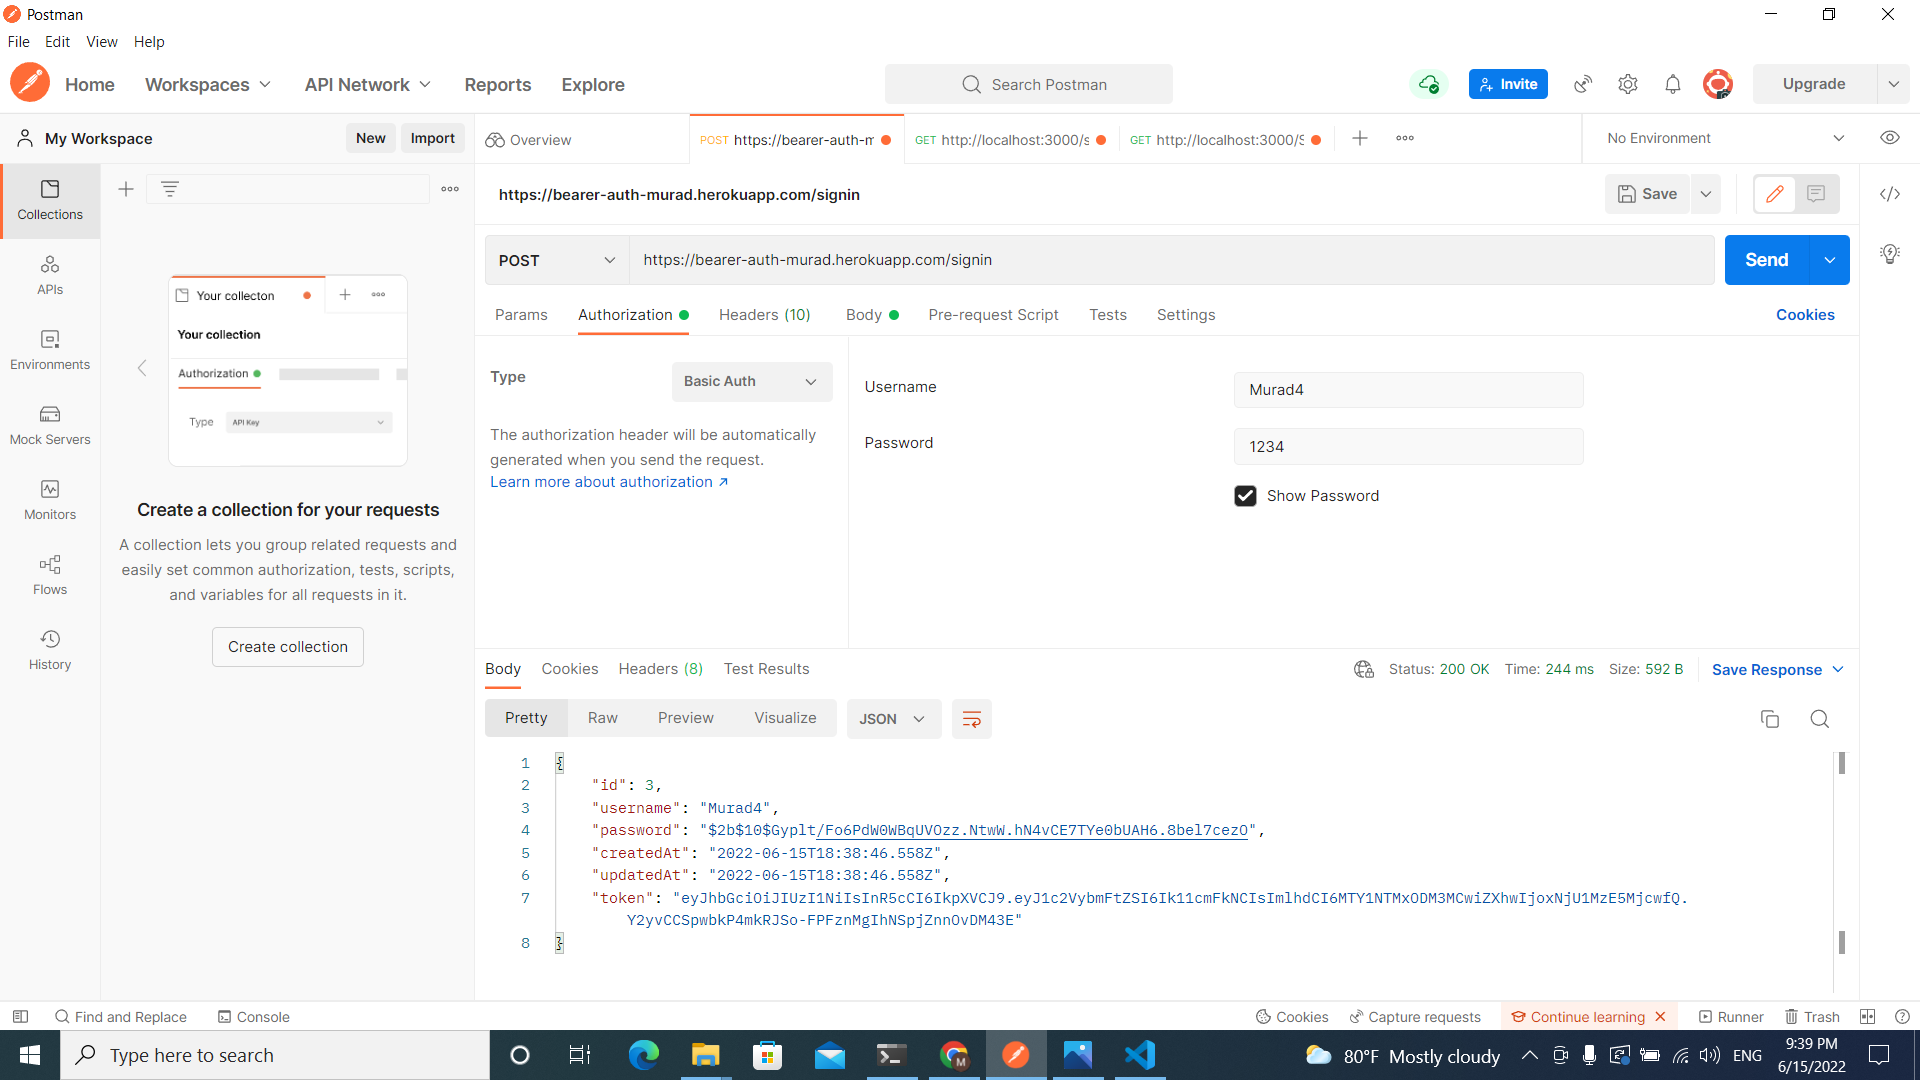 Postman
File Edit View Help
Home Workspaces API Network Reports Explore
Search Postman
Invite
Upgrade
My Workspace
New
Import
Overview
POST https://bearer-auth-m
GET http://localhost:3000/s
GET http://localhost:3000/S
No Environment
Collections
APIs
Environments
Mock Servers
Monitors
Flows
History
Your collecton
Your collection
Authorization
Type API Key
Create a collection for your requests
A collection lets you group related requests and
easily set common authorization, tests, scripts,
and variables for all requests in it.
Create collection
https://bearer-auth-murad.herokuapp.com/signin
Save
POST https://bearer-auth-murad.herokuapp.com/signin
Send
Params Authorization Headers (10) Body Pre-request Script Tests Settings
Cookies
Type Basic Auth
The authorization header will be automatically
generated when you send the request.
Learn more about authorization ↗
Username Murad4
Password 1234
Show Password
Body Cookies Headers (8) Test Results
Status: 200 OK Time: 244 ms Size: 592 B Save Response
Pretty Raw Preview Visualize JSON
1 {
2 "id": 3,
3 "username": "Murad4",
4 "password": "$2b$10$Gyplt/Fo6PdW0WBqUVOzz.NtwW.hN4vCE7TYe0bUAH6.8bel7cezO",
5 "createdAt": "2022-06-15T18:38:46.558Z",
6 "updatedAt": "2022-06-15T18:38:46.558Z",
7 "token": "eyJhbGciOiJIUzI1NiIsInR5cCI6IkpXVCJ9.eyJ1c2VybmFtZSI6Ik11cmFkNCIsImlhdCI6MTY1NTMxODM3MCwiZXhwIjoxNjU1MzE5MjcwfQ.
Y2yvCCSpwbkP4mkRJSo-FPFznMgIhNSpjZnnOvDM43E"
8 }
Find and Replace Console
Cookies Capture requests Continue learning Runner Trash
Type here to search
80°F Mostly cloudy
ENG
9:39 PM
6/15/2022